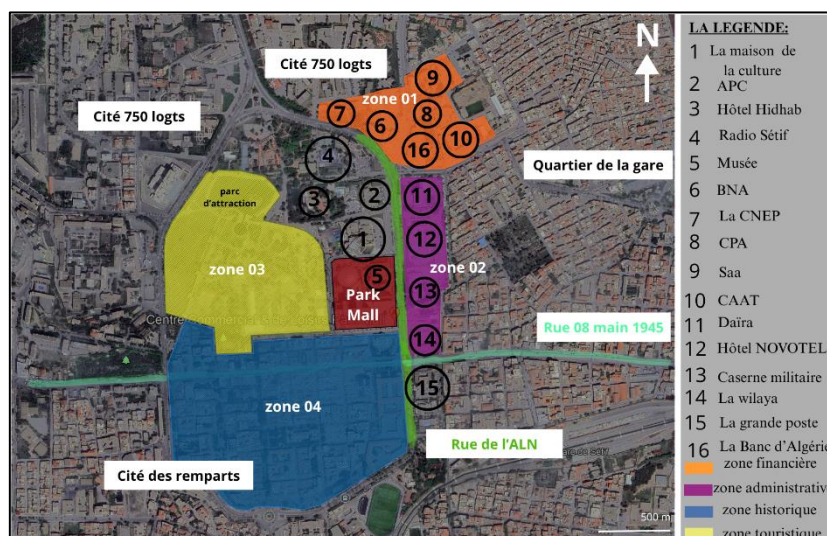 Cité 750 logts
N
Cité 750 logts
Quartier de la gare
zone 01
9
7
6
8
16
10
4
3
2
11
1
12
zone 02
5
13
14
15
parc
d'attraction
zone 03
Park
Mall
Rue 08 main 1945
zone 04
Rue de l'ALN
Cité des remparts
500 m
LA LEGENDE:
1 La maison de
la culture
2 APC
3 Hôtel Hidhab
4 Radio Sétif
5 Musée
6 BNA
7 La CNEP
8 CPA
9 Saa
10 CAAT
11 Daïra
12 Hôtel NOVOTEL
13 Caserne militaire
14 La wilaya
15 La grande poste
16 La Banc d'Algérie
zone financière
zone administrative
zone historique
zone touristique